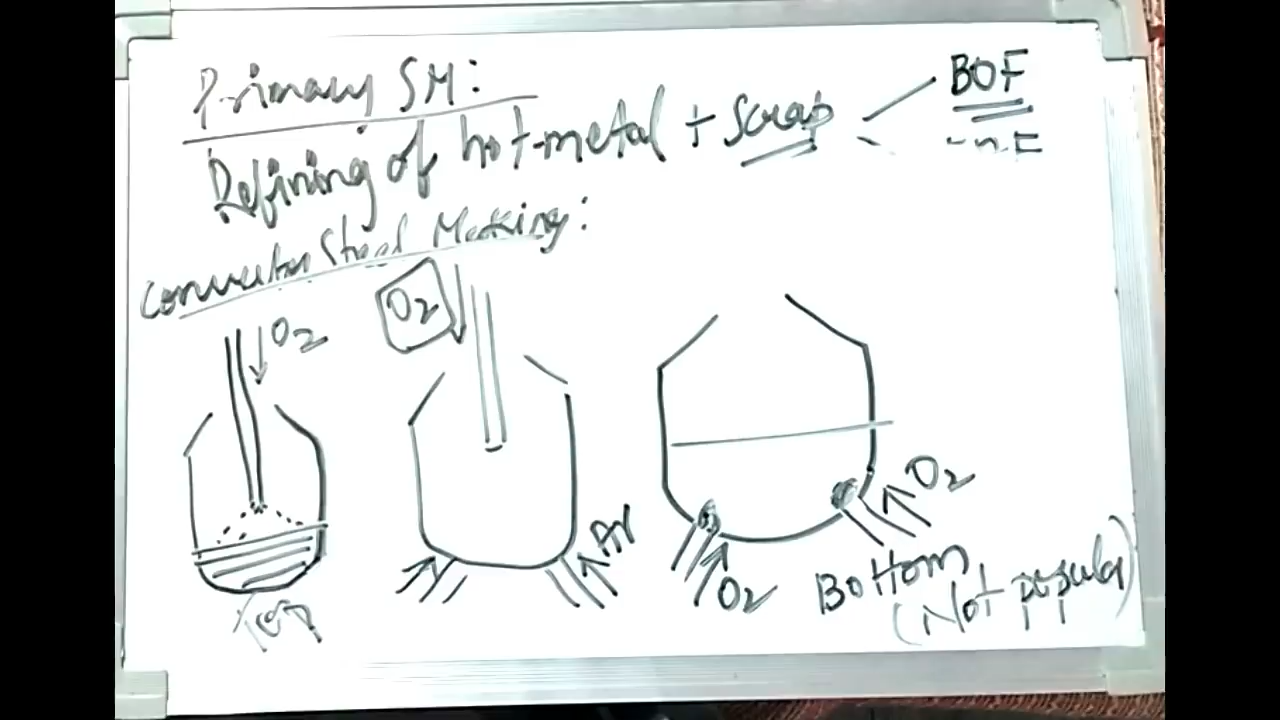 Primary SM:
Refining of hot-metal + Scrap
BOF
Converter Steel Making:
O2
O2
Ar
O2
O2
Top
Bottom
(Not popular)